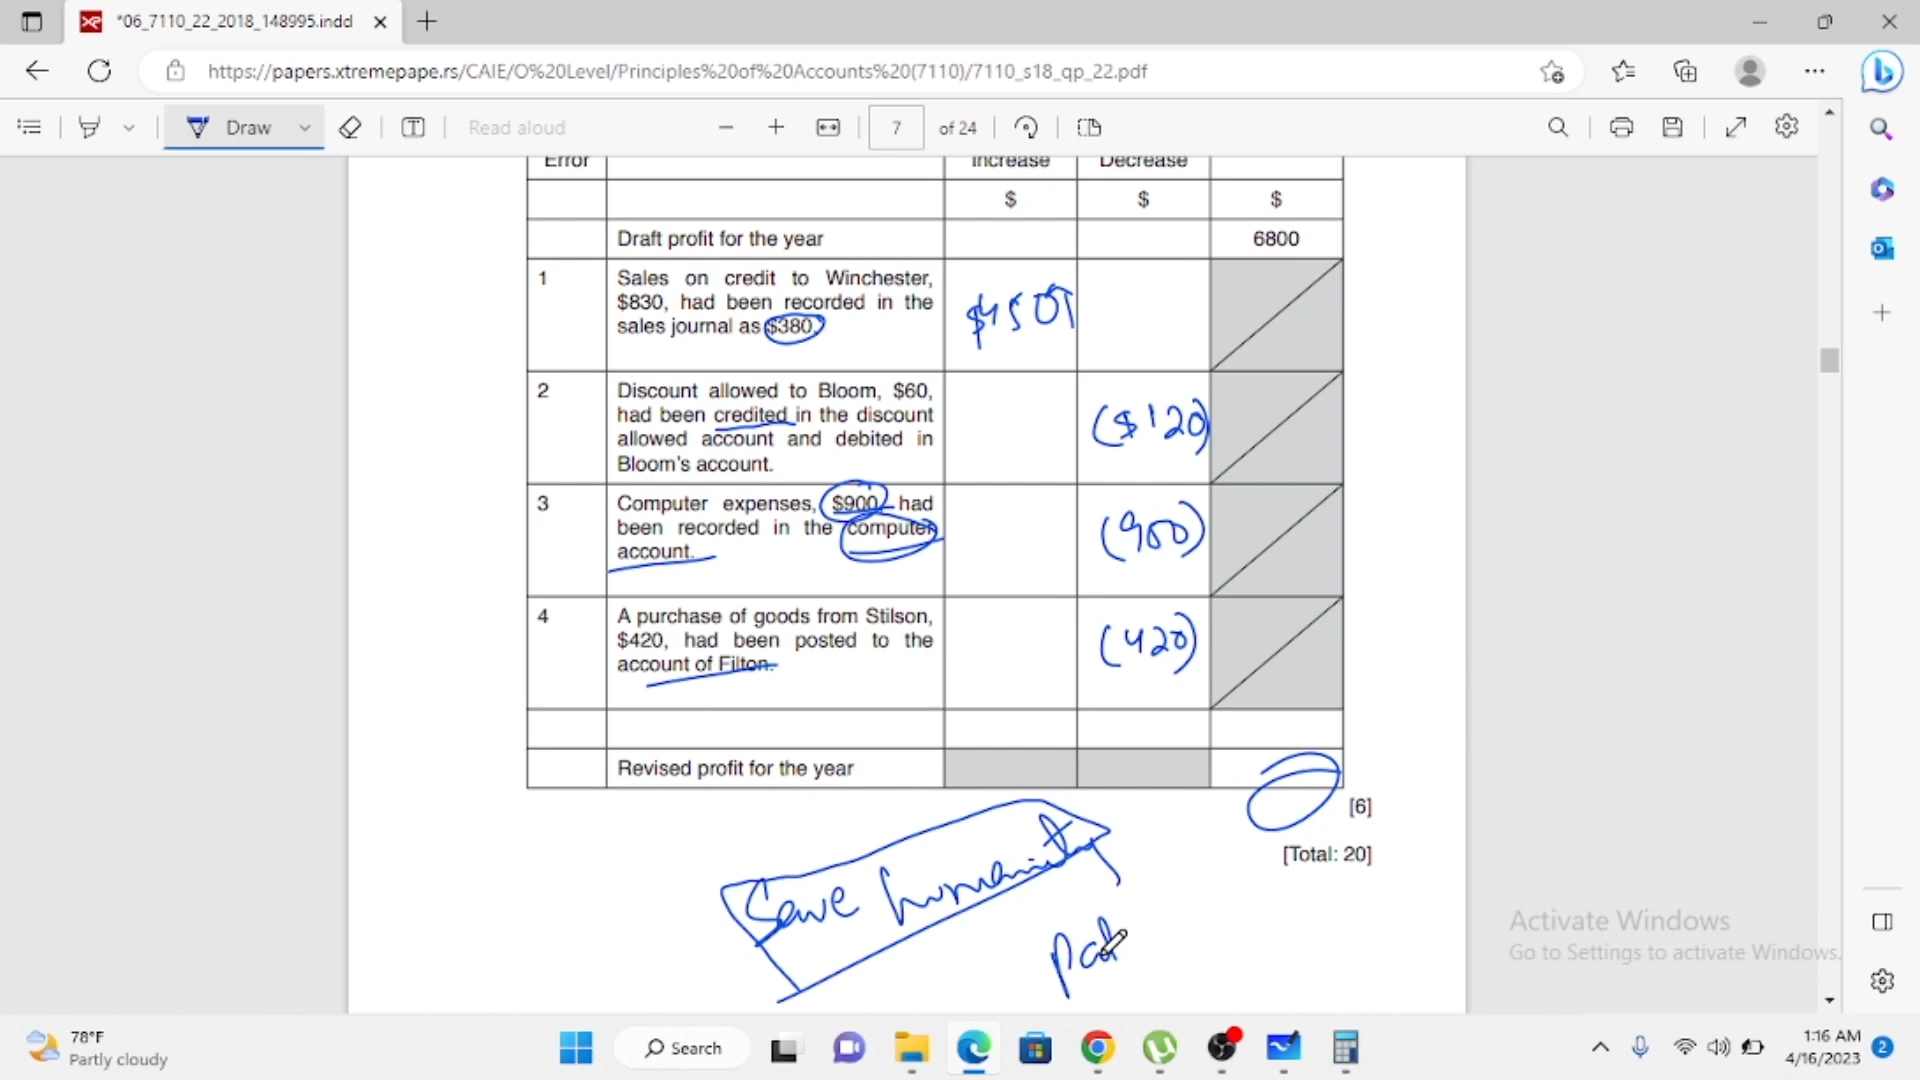 *06_7110_22_2018_148995.indd
https://papers.xtremepape.rs/CAIE/O%20Level/Principles%20of%20Accounts%20(7110)/7110_s18_qp_22.pdf
Draw
Read aloud
7
of 24
Error Increase Decrease
$ $ $
Draft profit for the year 6800
1 Sales on credit to Winchester,
$830, had been recorded in the
sales journal as $380.
$450
2 Discount allowed to Bloom, $60,
had been credited in the discount
allowed account and debited in
Bloom's account.
($120)
3 Computer expenses, $900, had
been recorded in the computer
account.
(900)
4 A purchase of goods from Stilson,
$420, had been posted to the
account of Filton.
(420)
Revised profit for the year
[6]
[Total: 20]
Save humanity
Activate Windows
Go to Settings to activate Windows.
78°F
Partly cloudy
Search
1:16 AM
4/16/2023
2